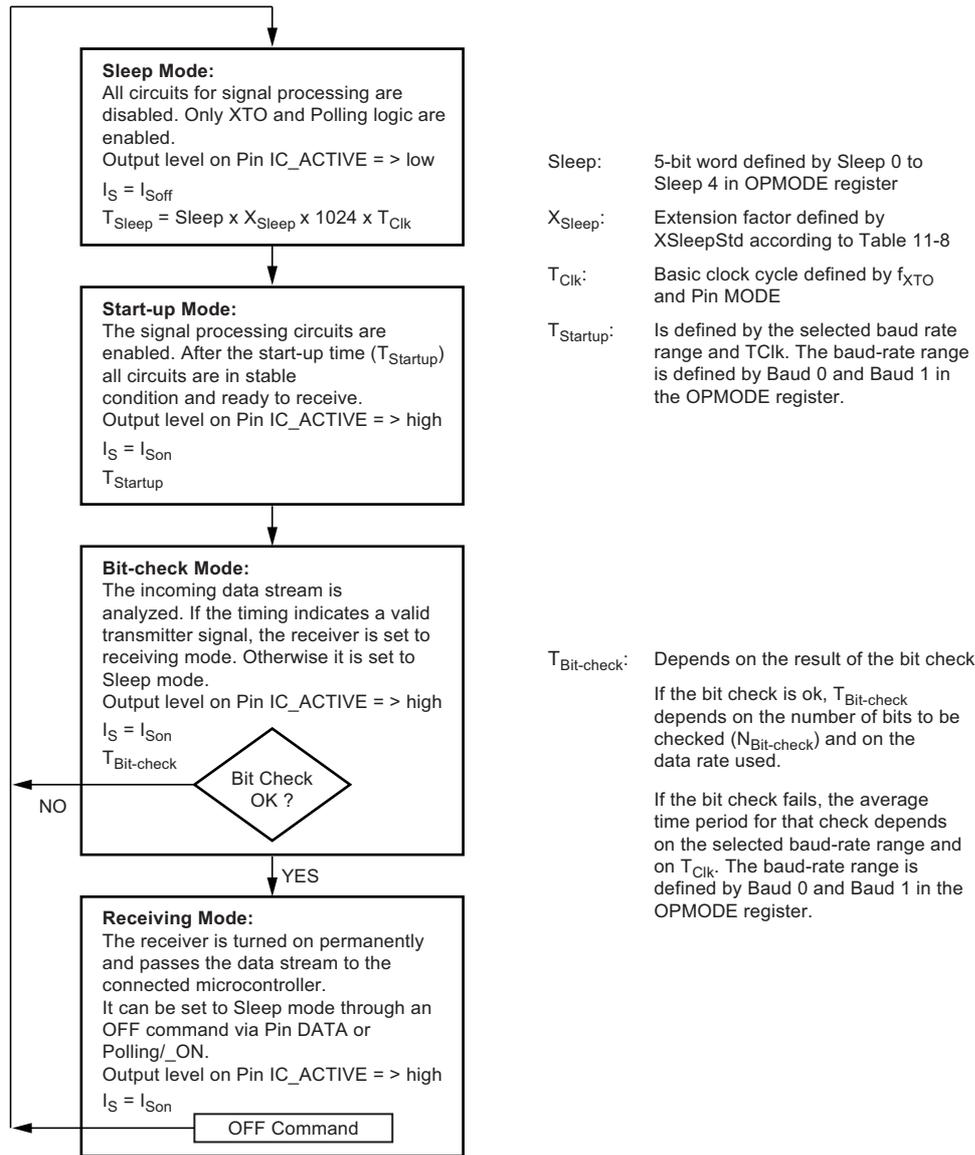 Sleep Mode:
All circuits for signal processing are
disabled. Only XTO and Polling logic are
enabled.
Output level on Pin IC_ACTIVE = > low
IS = ISoff
TSleep = Sleep x XSleep x 1024 x TClk
Start-up Mode:
The signal processing circuits are
enabled. After the start-up time (TStartup)
all circuits are in stable
condition and ready to receive.
Output level on Pin IC_ACTIVE = > high
IS = ISon
TStartup
Bit-check Mode:
The incoming data stream is
analyzed. If the timing indicates a valid
transmitter signal, the receiver is set to
receiving mode. Otherwise it is set to
Sleep mode.
Output level on Pin IC_ACTIVE = > high
IS = ISon
TBit-check
Bit Check
OK ?
NO
YES
Receiving Mode:
The receiver is turned on permanently
and passes the data stream to the
connected microcontroller.
It can be set to Sleep mode through an
OFF command via Pin DATA or
Polling/_ON.
Output level on Pin IC_ACTIVE = > high
IS = ISon
OFF Command
Sleep: 5-bit word defined by Sleep 0 to
Sleep 4 in OPMODE register
XSleep: Extension factor defined by
XSleepStd according to Table 11-8
TClk: Basic clock cycle defined by fXTO
and Pin MODE
TStartup: Is defined by the selected baud rate
range and TClk. The baud-rate range
is defined by Baud 0 and Baud 1 in
the OPMODE register.
TBit-check: Depends on the result of the bit check
If the bit check is ok, TBit-check
depends on the number of bits to be
checked (NBit-check) and on the
data rate used.
If the bit check fails, the average
time period for that check depends
on the selected baud-rate range and
on TClk. The baud-rate range is
defined by Baud 0 and Baud 1 in the
OPMODE register.